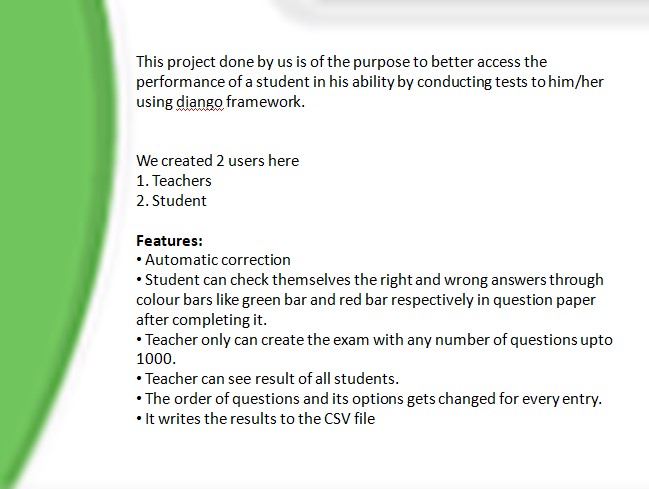 This project done by us is of the purpose to better access the
performance of a student in his ability by conducting tests to him/her
using django framework.
We created 2 users here
1. Teachers
2. Student
Features:
• Automatic correction
• Student can check themselves the right and wrong answers through
colour bars like green bar and red bar respectively in question paper
after completing it.
• Teacher only can create the exam with any number of questions upto
1000.
• Teacher can see result of all students.
• The order of questions and its options gets changed for every entry.
• It writes the results to the CSV file